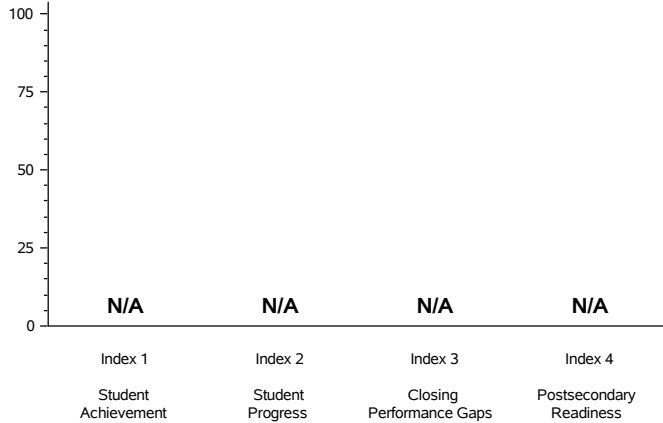 100
75
50
25
0
N/A N/A N/A N/A
Index 1 Index 2 Index 3 Index 4
Student Student Closing Postsecondary
Achievement Progress Performance Gaps Readiness